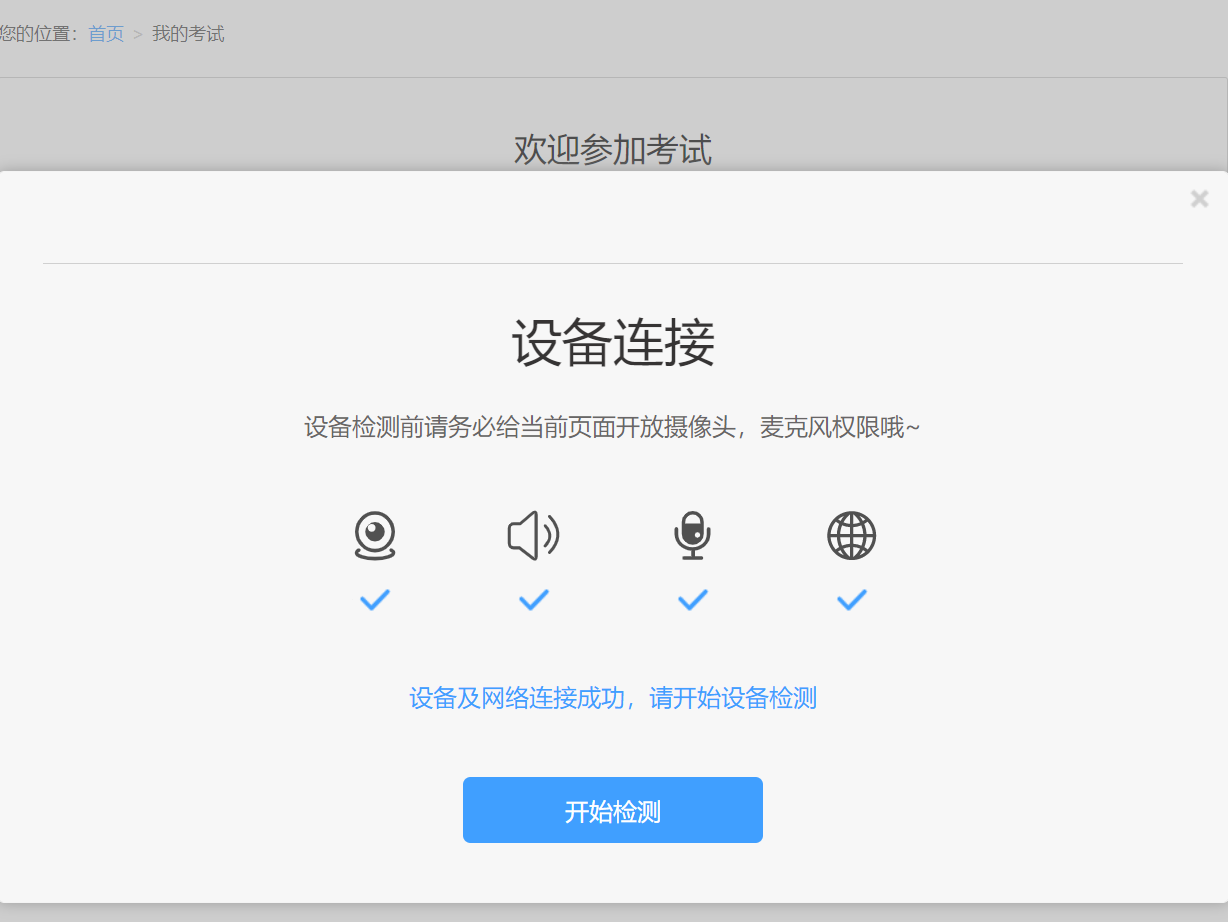 您的位置：首页 > 我的考试
欢迎参加考试
设备连接
设备检测前请务必给当前页面开放摄像头，麦克风权限哦~
设备及网络连接成功，请开始设备检测
开始检测